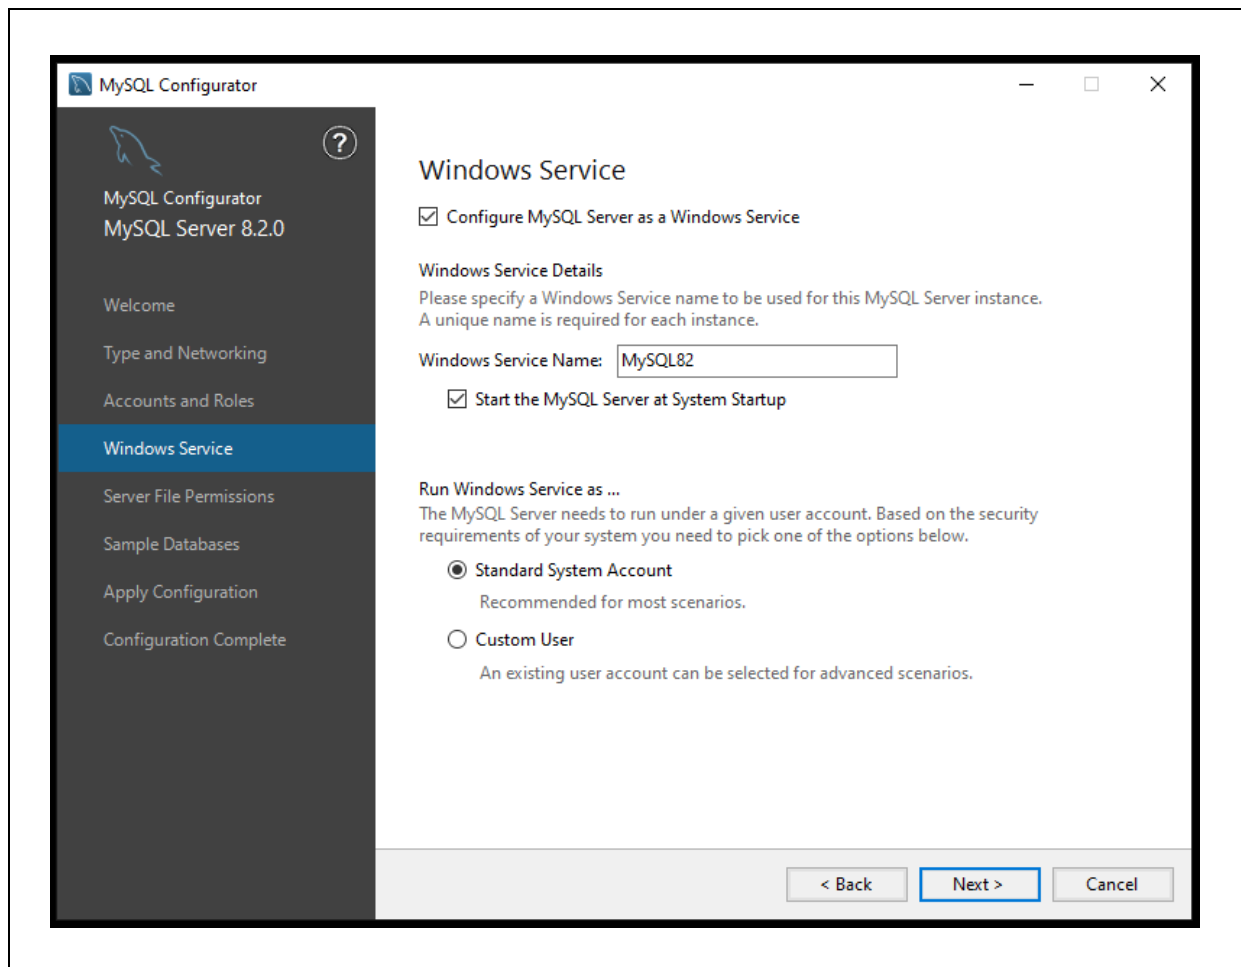 MySQL Configurator
?
MySQL Configurator
MySQL Server 8.2.0
Welcome
Type and Networking
Accounts and Roles
Windows Service
Server File Permissions
Sample Databases
Apply Configuration
Configuration Complete
Windows Service
Configure MySQL Server as a Windows Service
Windows Service Details
Please specify a Windows Service name to be used for this MySQL Server instance.
A unique name is required for each instance.
Windows Service Name: MySQL82
Start the MySQL Server at System Startup
Run Windows Service as ...
The MySQL Server needs to run under a given user account. Based on the security
requirements of your system you need to pick one of the options below.
Standard System Account
Recommended for most scenarios.
Custom User
An existing user account can be selected for advanced scenarios.
< Back Next > Cancel